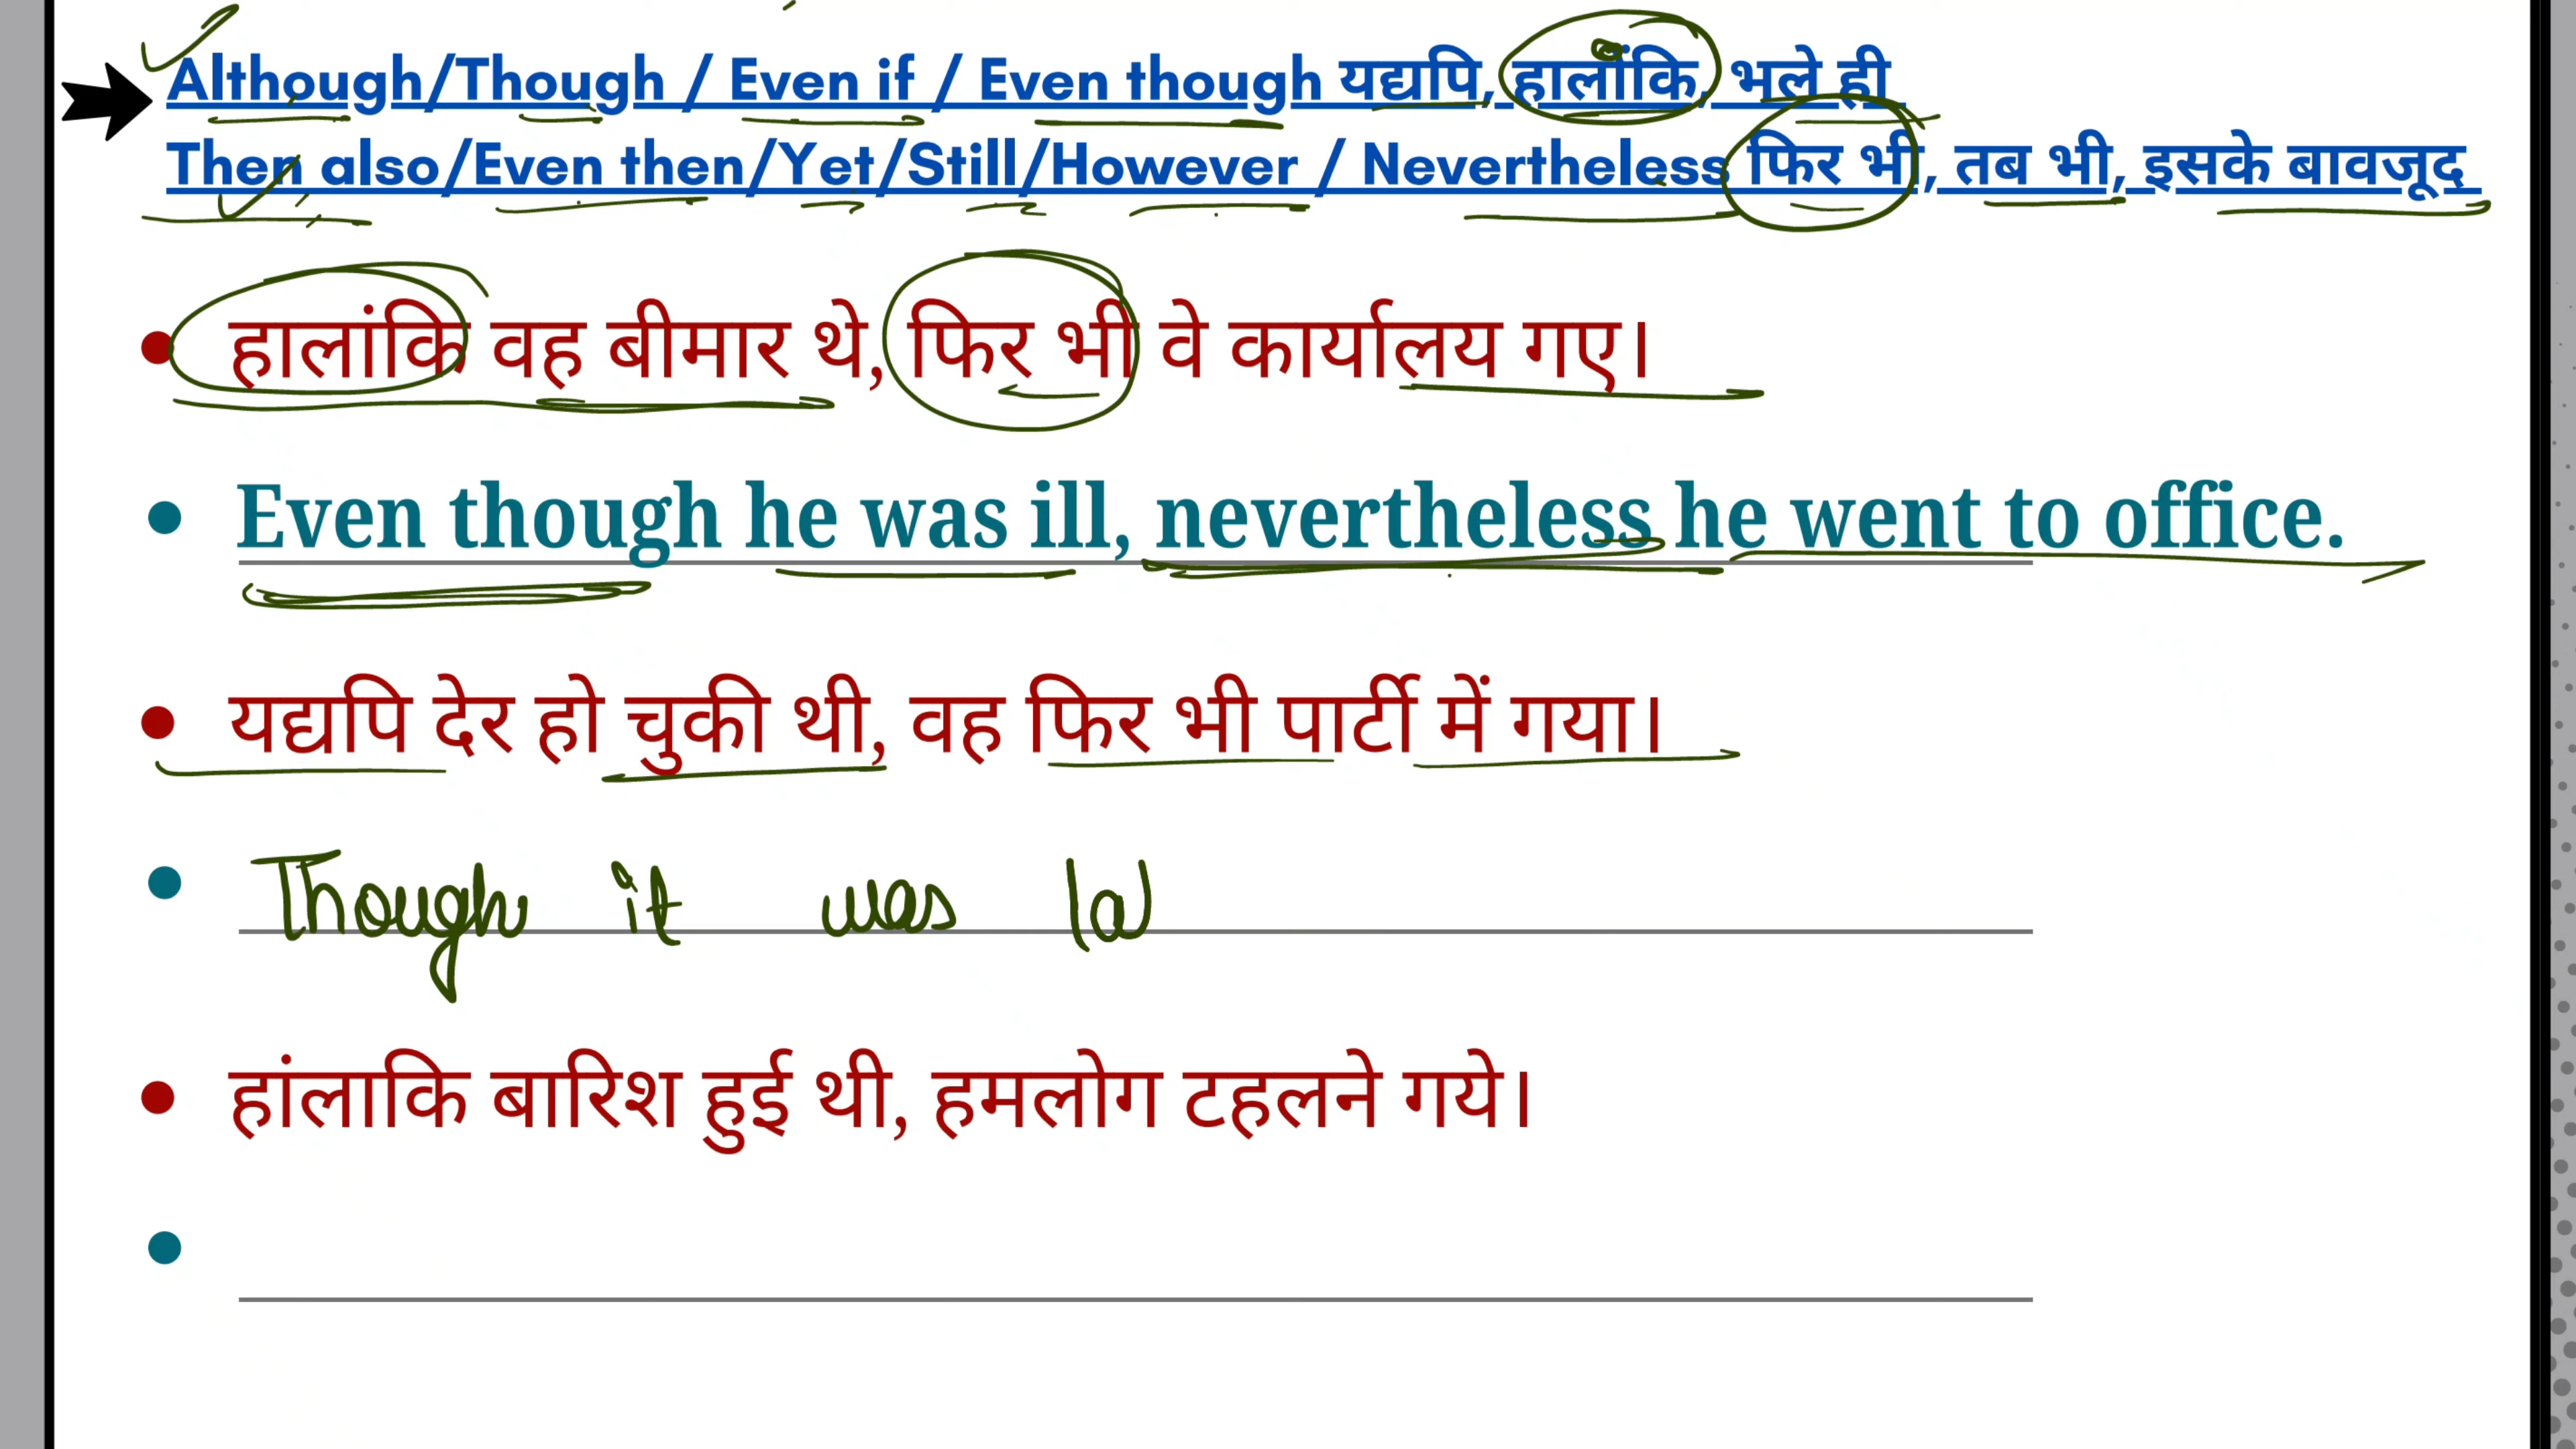 Although/Though / Even if / Even though यद्यपि, हालाँकि, भले ही
Then also/Even then/Yet/Still/However / Nevertheless फिर भी, तब भी, इसके बावजूद
हालांकि वह बीमार थे, फिर भी वे कार्यालय गए।
Even though he was ill, nevertheless he went to office.
यद्यपि देर हो चुकी थी, वह फिर भी पार्टी में गया।
Though it was
हांलाकि बारिश हुई थी, हमलोग टहलने गये।